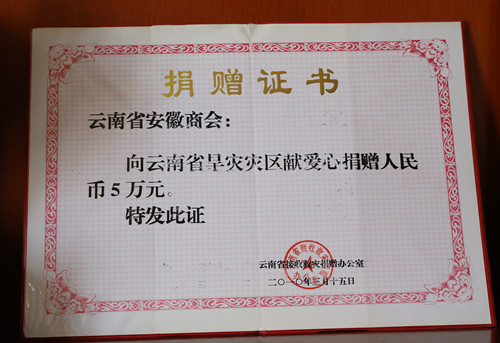 捐赠证书
云南省安徽商会：
向云南省旱灾灾区献爱心捐赠人民
币5万元。
特发此证
云南省接收救灾捐赠办公室
二〇一〇年三月十五日